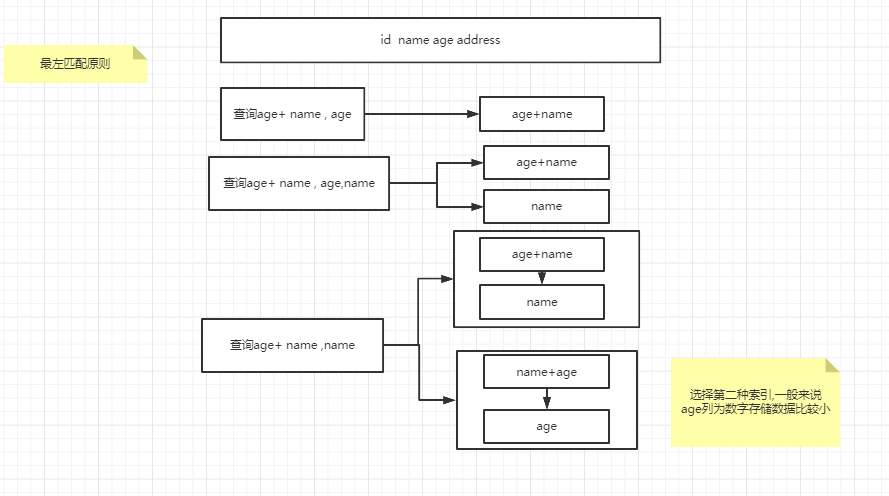 id name age address
最左匹配原则
查询age+ name , age
age+name
查询age+ name , age,name
age+name
name
查询age+ name ,name
age+name
name
name+age
age
选择第二种索引,一般来说
age列为数字存储数据比较小